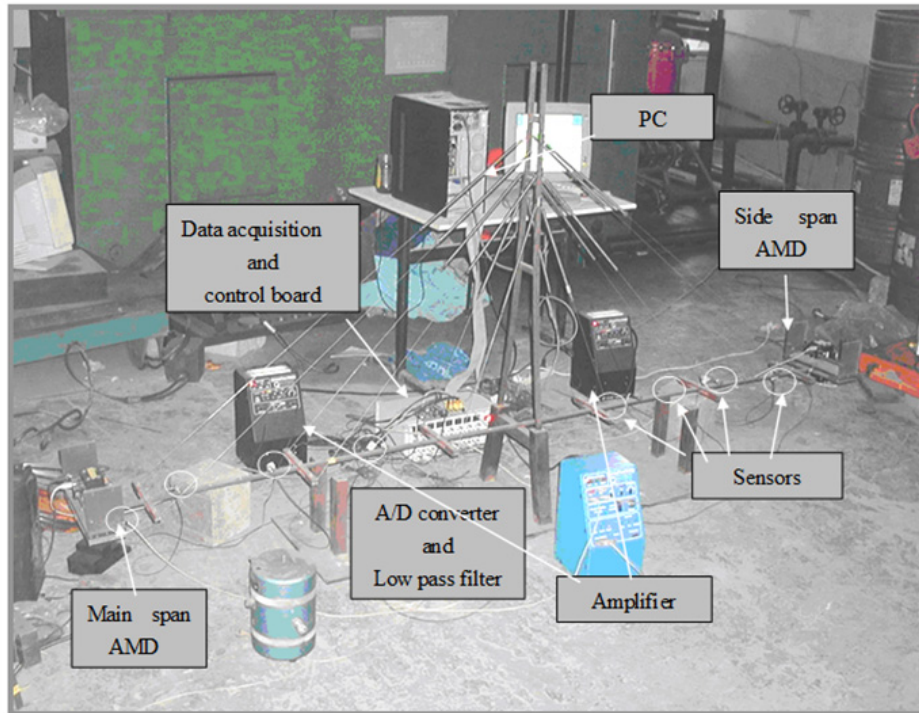 PC
Data acquisition
and
control board
Side span
AMD
Sensors
A/D converter
and
Low pass filter
Amplifier
Main span
AMD